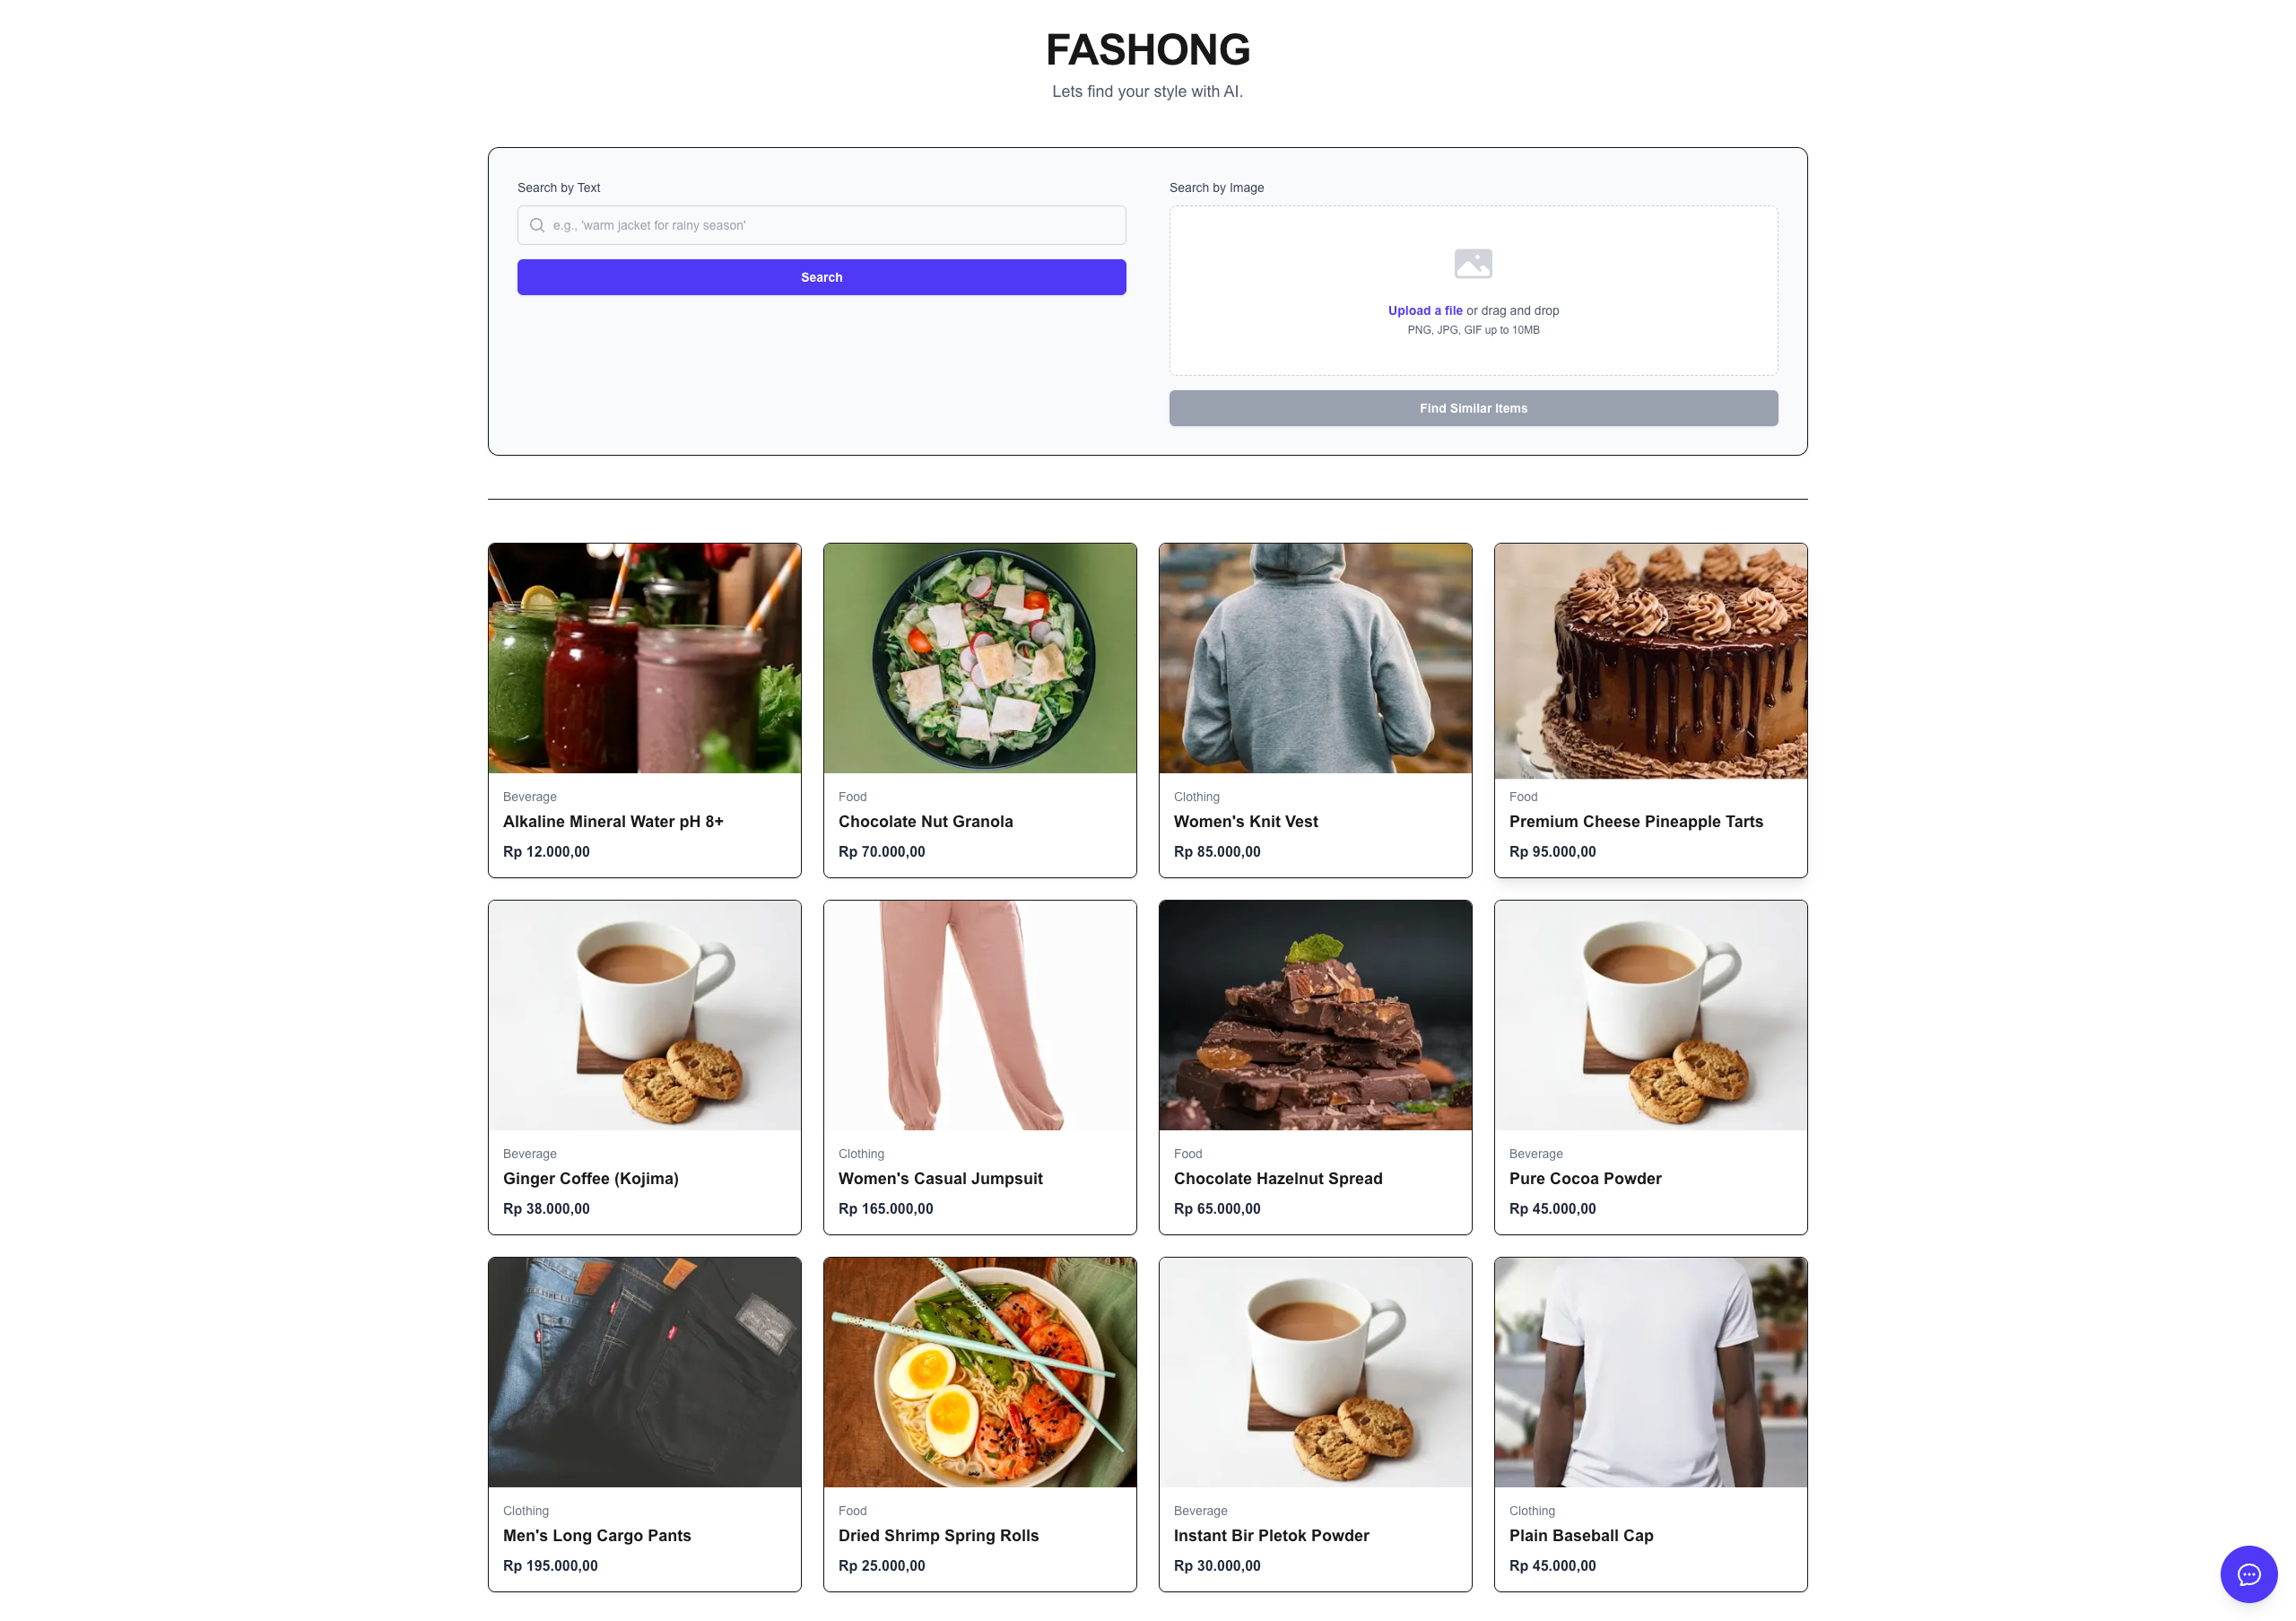 FASHONG
Lets find your style with AI.
Search by Text
e.g., 'warm jacket for rainy season'
Search
Search by Image
Upload a file or drag and drop
PNG, JPG, GIF up to 10MB
Find Similar Items
Beverage
Alkaline Mineral Water pH 8+
Rp 12.000,00
Food
Chocolate Nut Granola
Rp 70.000,00
Clothing
Women's Knit Vest
Rp 85.000,00
Food
Premium Cheese Pineapple Tarts
Rp 95.000,00
Beverage
Ginger Coffee (Kojima)
Rp 38.000,00
Clothing
Women's Casual Jumpsuit
Rp 165.000,00
Food
Chocolate Hazelnut Spread
Rp 65.000,00
Beverage
Pure Cocoa Powder
Rp 45.000,00
Clothing
Men's Long Cargo Pants
Rp 195.000,00
Food
Dried Shrimp Spring Rolls
Rp 25.000,00
Beverage
Instant Bir Pletok Powder
Rp 30.000,00
Clothing
Plain Baseball Cap
Rp 45.000,00